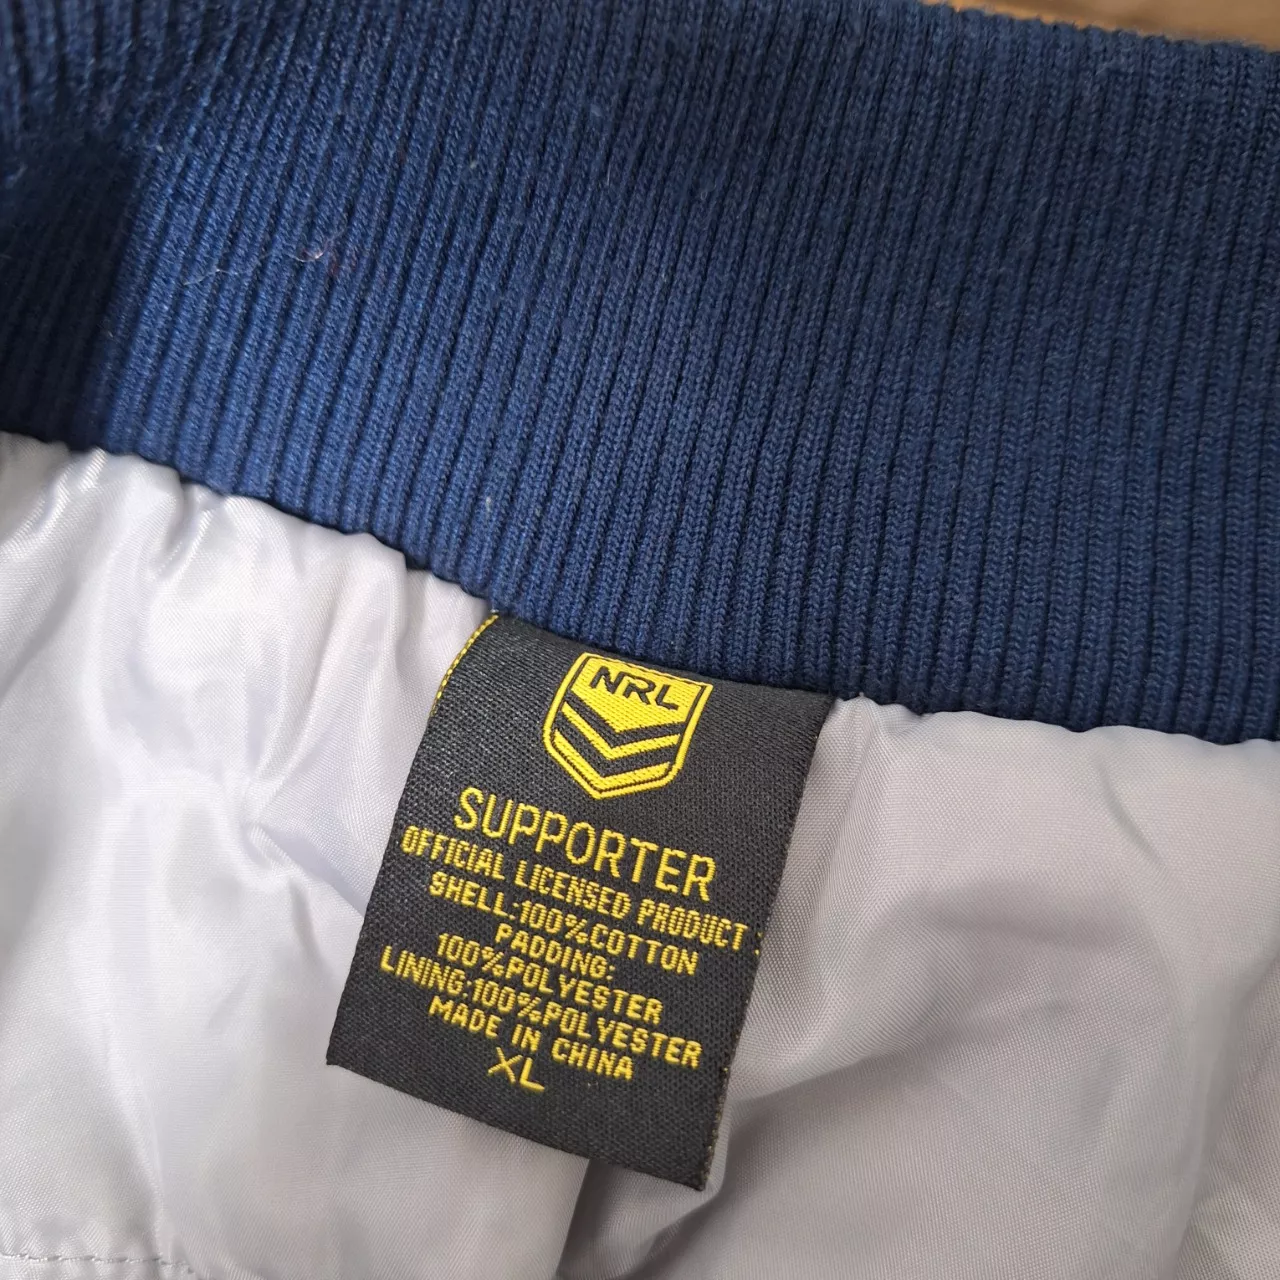 NRL
SUPPORTER
OFFICIAL LICENSED PRODUCT
SHELL:100%COTTON
PADDING:
100%POLYESTER
LINING:100%POLYESTER
MADE IN CHINA
XL